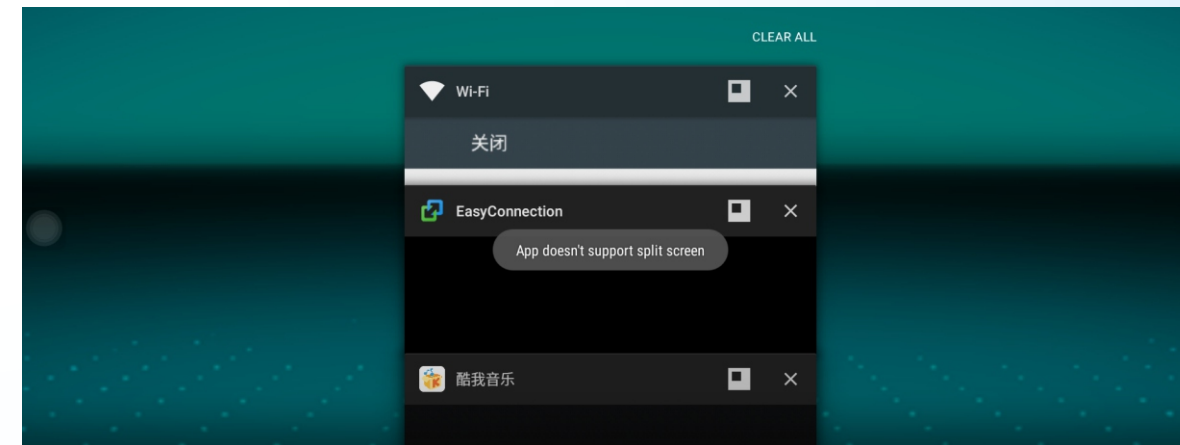 CLEAR ALL
Wi-Fi
关闭
EasyConnection
App doesn't support split screen
酷我音乐